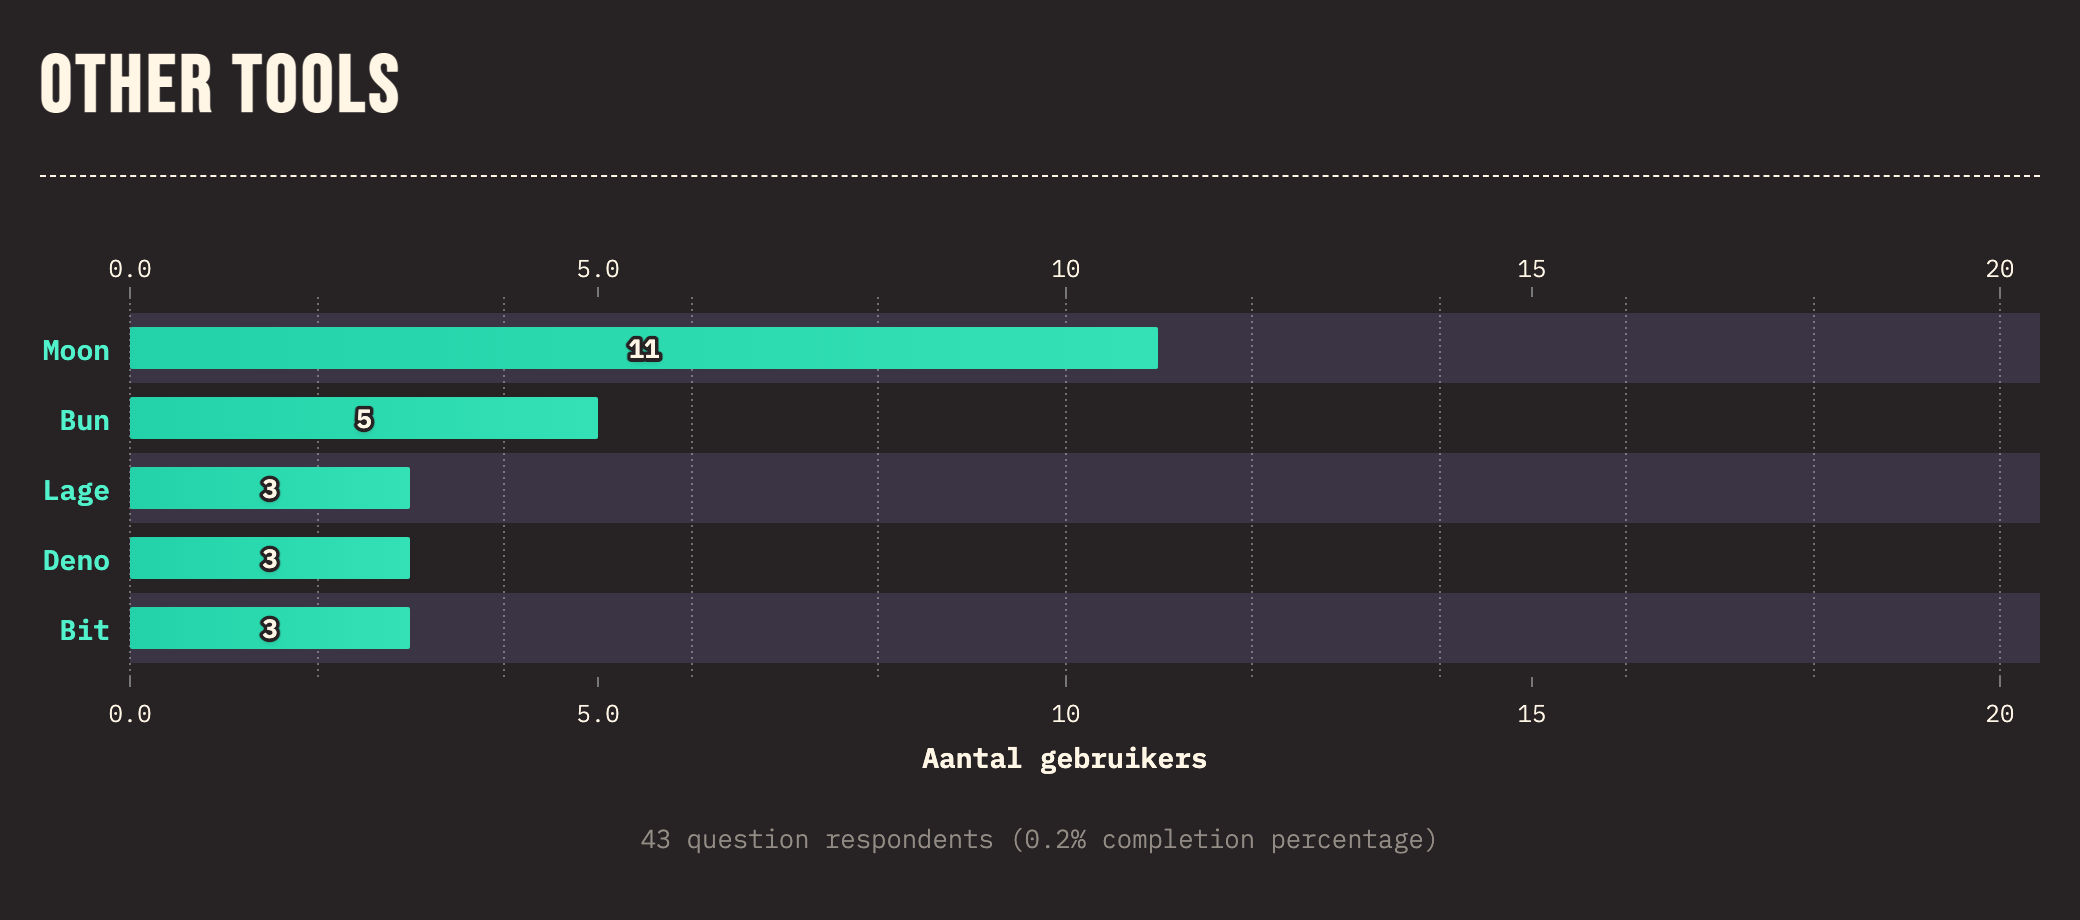 OTHER TOOLS
0.0 5.0 10 15 20
Moon 11
Bun 5
Lage 3
Deno 3
Bit 3
0.0 5.0 10 15 20
Aantal gebruikers
43 question respondents (0.2% completion percentage)